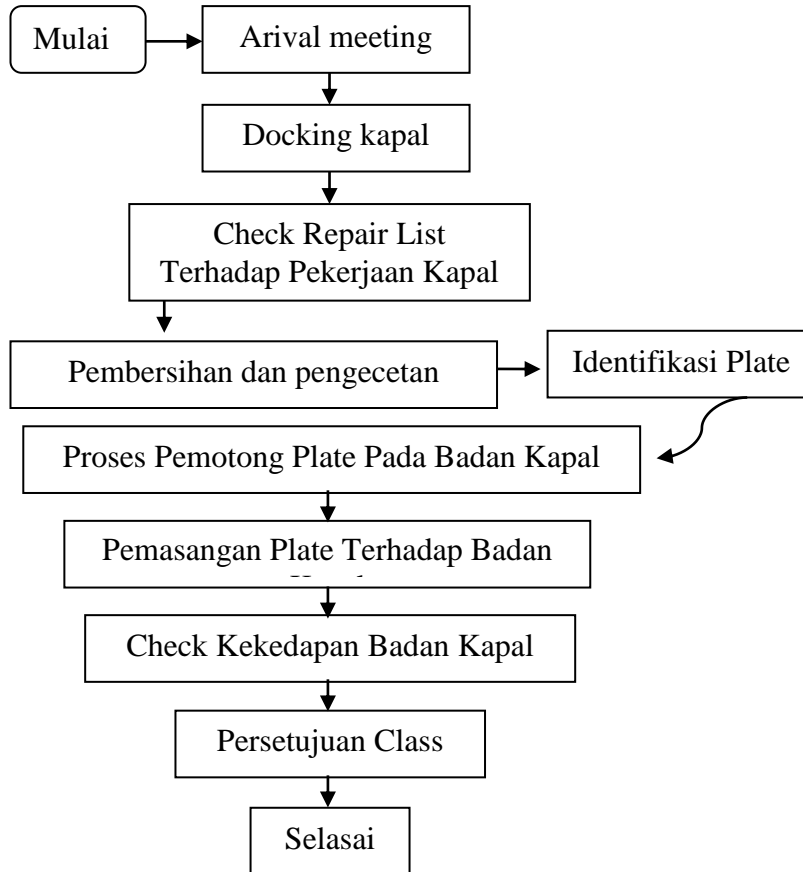 Mulai
Arival meeting
Docking kapal
Check Repair List
Terhadap Pekerjaan Kapal
Pembersihan dan pengecetan
Identifikasi Plate
Proses Pemotong Plate Pada Badan Kapal
Pemasangan Plate Terhadap Badan
Check Kekedapan Badan Kapal
Persetujuan Class
Selasai